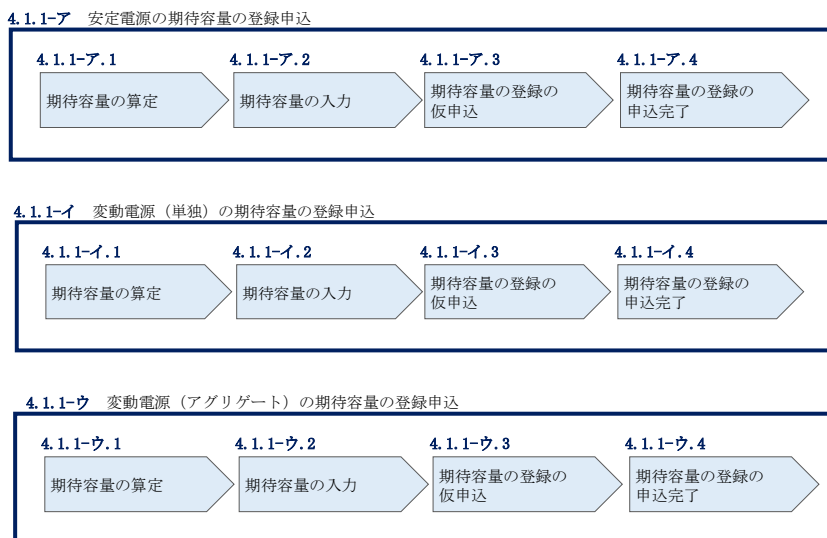 4.1.1-ア 安定電源の期待容量の登録申込
4.1.1-ア.1 4.1.1-ア.2 4.1.1-ア.3 4.1.1-ア.4
期待容量の算定
期待容量の入力
期待容量の登録の
仮申込
期待容量の登録の
申込完了
4.1.1-イ 変動電源（単独）の期待容量の登録申込
4.1.1-イ.1 4.1.1-イ.2 4.1.1-イ.3 4.1.1-イ.4
期待容量の算定
期待容量の入力
期待容量の登録の
仮申込
期待容量の登録の
申込完了
4.1.1-ウ 変動電源（アグリゲート）の期待容量の登録申込
4.1.1-ウ.1 4.1.1-ウ.2 4.1.1-ウ.3 4.1.1-ウ.4
期待容量の算定
期待容量の入力
期待容量の登録の
仮申込
期待容量の登録の
申込完了